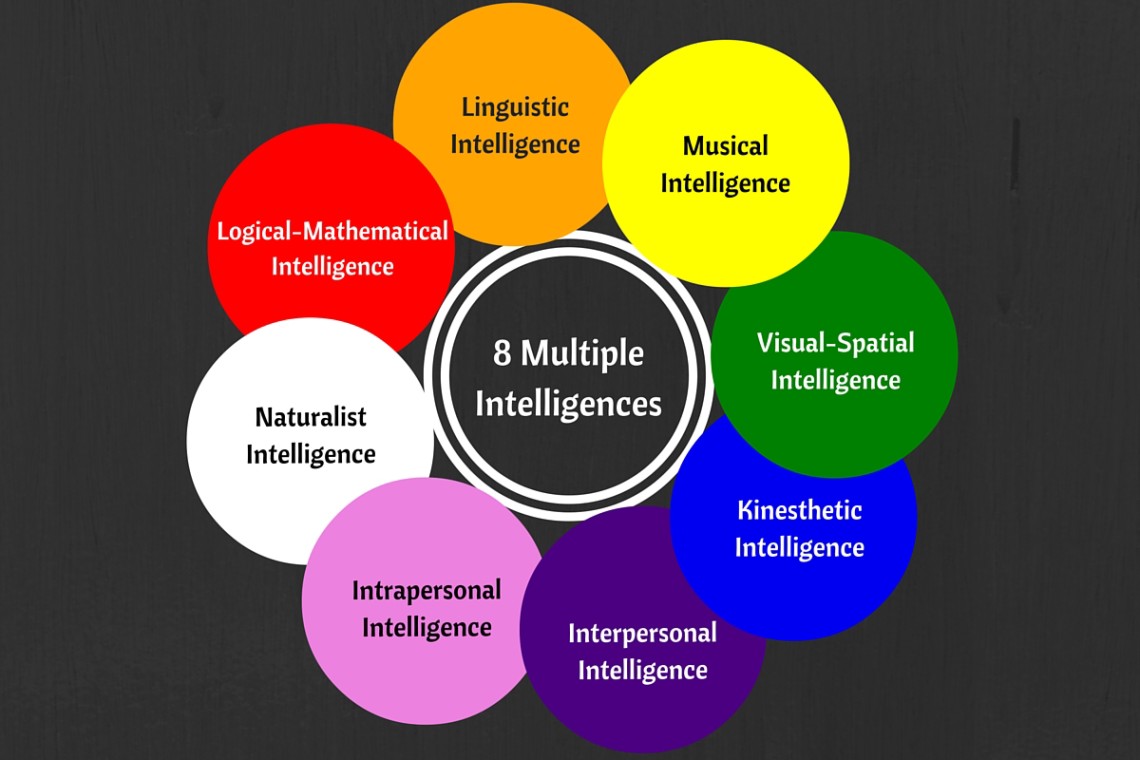 Linguistic
Intelligence
Musical
Intelligence
Logical-Mathematical
Intelligence
Visual-Spatial
Intelligence
8 Multiple
Intelligences
Naturalist
Intelligence
Kinesthetic
Intelligence
Intrapersonal
Intelligence
Interpersonal
Intelligence